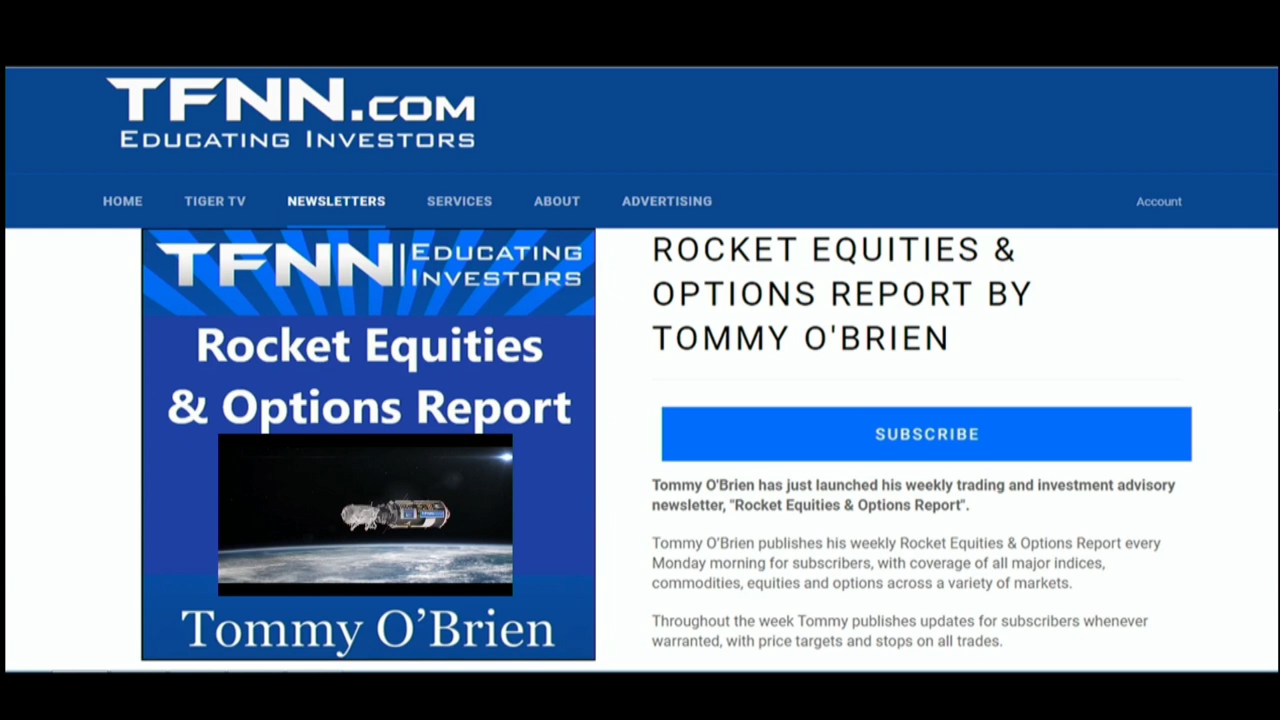 TFNN.COM
EDUCATING INVESTORS
HOME TIGER TV NEWSLETTERS SERVICES ABOUT ADVERTISING Account
TFNN EDUCATING
INVESTORS
Rocket Equities
& Options Report
Tommy O’Brien
ROCKET EQUITIES &
OPTIONS REPORT BY
TOMMY O'BRIEN
SUBSCRIBE
Tommy O'Brien has just launched his weekly trading and investment advisory
newsletter, "Rocket Equities & Options Report".
Tommy O'Brien publishes his weekly Rocket Equities & Options Report every
Monday morning for subscribers, with coverage of all major indices,
commodities, equities and options across a variety of markets.
Throughout the week Tommy publishes updates for subscribers whenever
warranted, with price targets and stops on all trades.